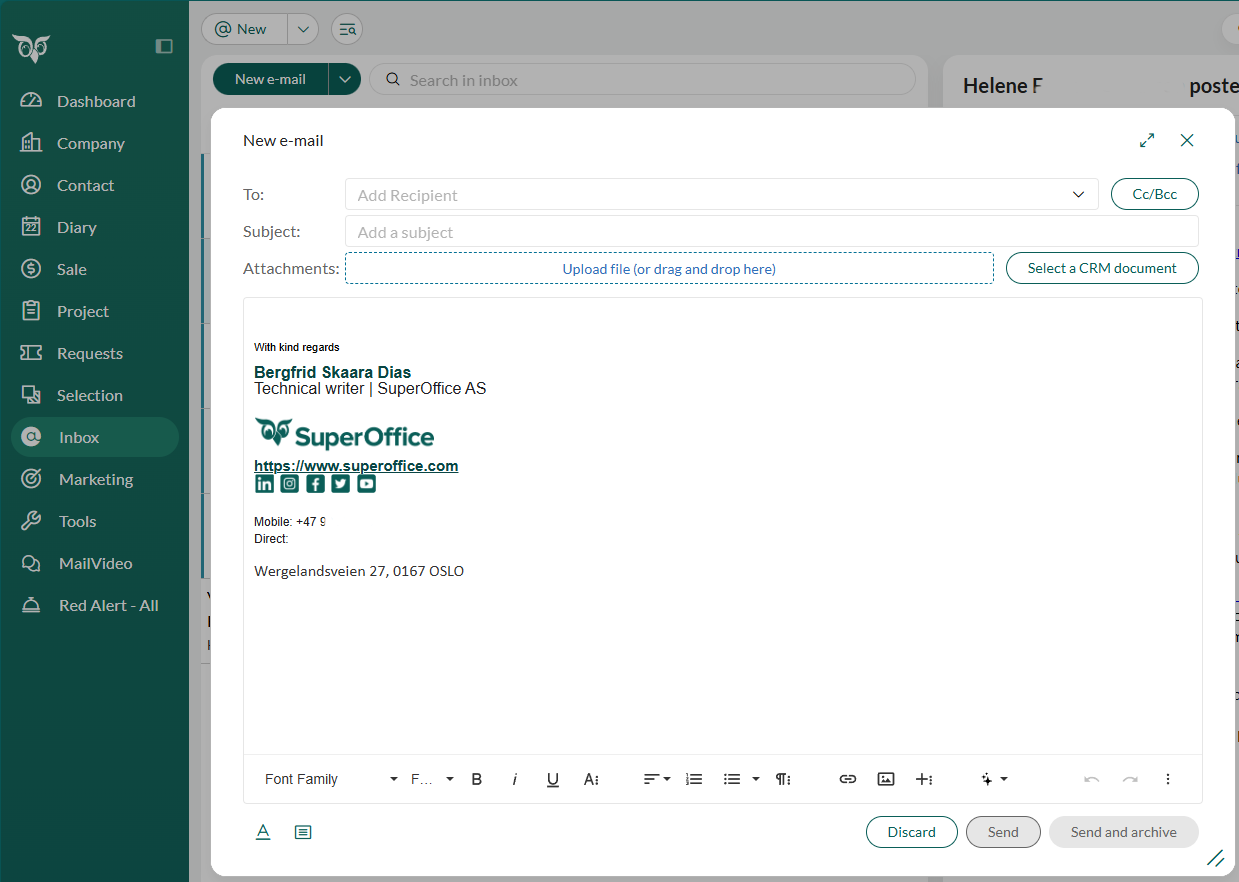 @ New
New e-mail
Search in inbox
Helene F
poste
Dashboard
Company
Contact
22
Diary
Sale
Project
Requests
Selection
Inbox
Marketing
Tools
MailVideo
Red Alert - All
New e-mail
To:
Add Recipient
Cc/Bcc
Subject:
Add a subject
Attachments:
Upload file (or drag and drop here)
Select a CRM document
With kind regards
Bergfrid Skaara Dias
Technical writer | SuperOffice AS
SuperOffice
https://www.superoffice.com
Mobile: +47 9
Direct:
Wergelandsveien 27, 0167 OSLO
Font Family
F...
B
i
U
A
Discard
Send
Send and archive